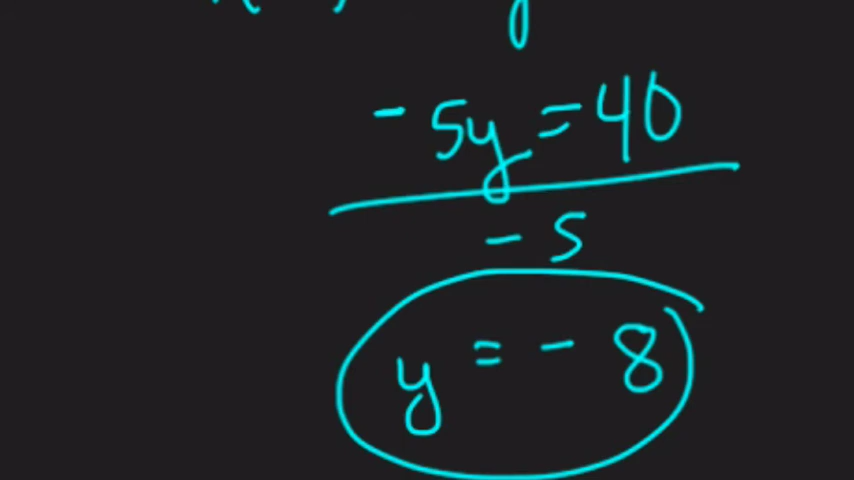 - 5y = 40
- 5
y = - 8